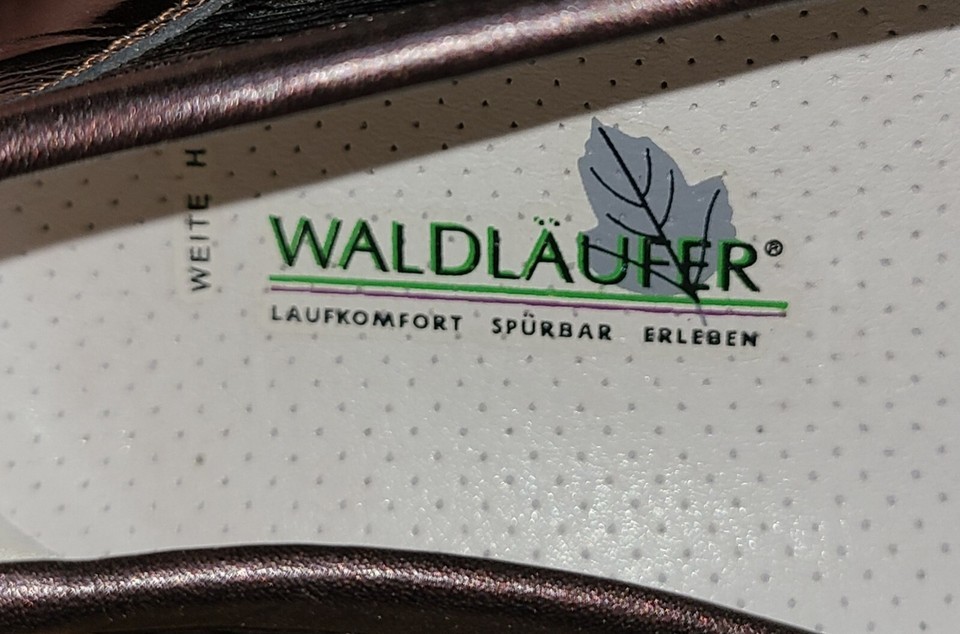 WEITE H
WALDLÄUFER®
LAUFKOMFORT SPÜRBAR ERLEBEN